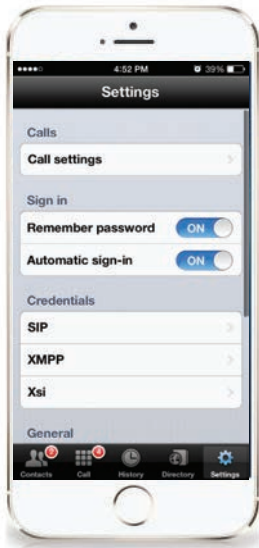 4:52 PM 39%
Settings
Calls
Call settings
Sign in
Remember password ON
Automatic sign-in ON
Credentials
SIP
XMPP
Xsi
General
Contacts Call History Directory Settings